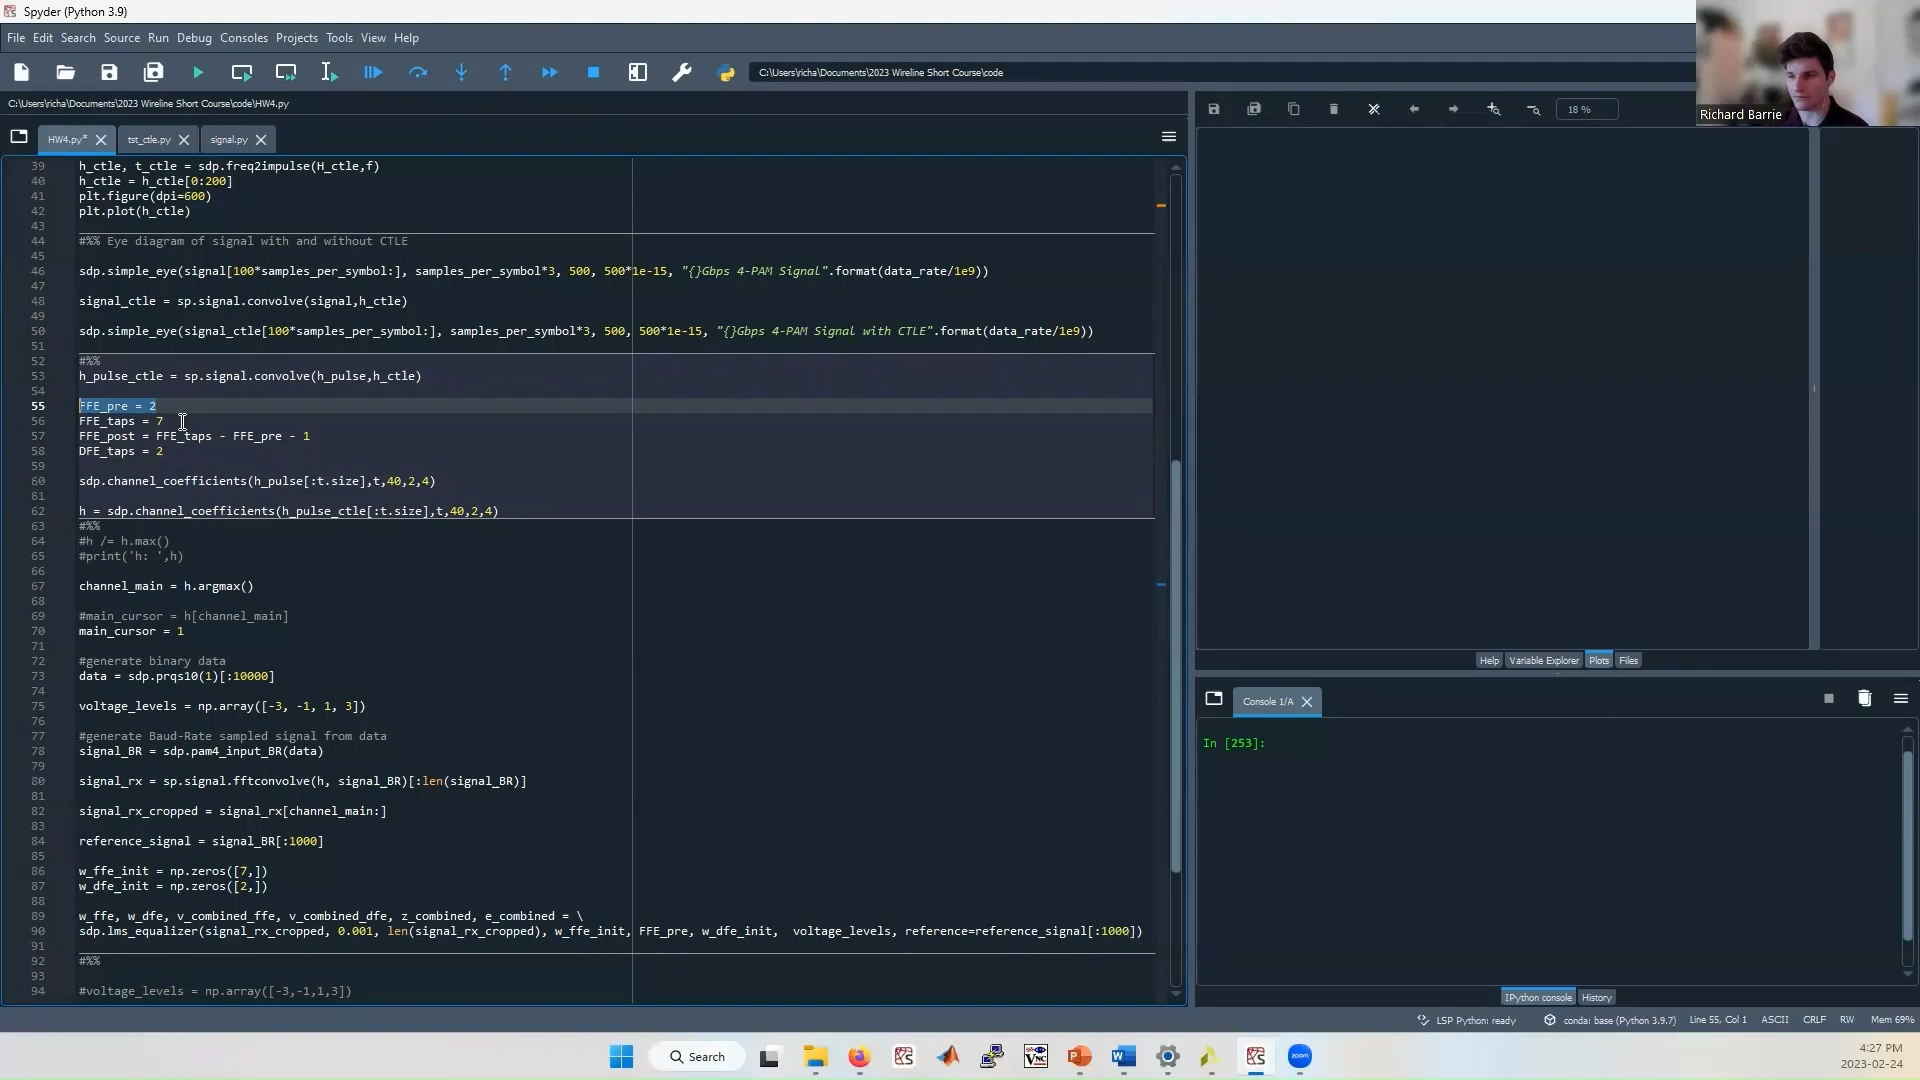 Spyder (Python 3.9)
File Edit Search Source Run Debug Consoles Projects Tools View Help
C:\Users\richa\Documents\2023 Wireline Short Course\code
C:\Users\richa\Documents\2023 Wireline Short Course\code\HW4.py
18 %
Richard Barrie
HW4.py* tst_ctle.py signal.py
39 h_ctle, t_ctle = sdp.freq2impulse(H_ctle,f)
40 h_ctle = h_ctle[0:200]
41 plt.figure(dpi=600)
42 plt.plot(h_ctle)
43
44 #%% Eye diagram of signal with and without CTLE
45
46 sdp.simple_eye(signal[100*samples_per_symbol:], samples_per_symbol*3, 500, 500*1e-15, "{}Gbps 4-PAM Signal".format(data_rate/1e9))
47
48 signal_ctle = sp.signal.convolve(signal,h_ctle)
49
50 sdp.simple_eye(signal_ctle[100*samples_per_symbol:], samples_per_symbol*3, 500, 500*1e-15, "{}Gbps 4-PAM Signal with CTLE".format(data_rate/1e9))
51
52 #%%
53 h_pulse_ctle = sp.signal.convolve(h_pulse,h_ctle)
54
55 FFE_pre = 2
56 FFE_taps = 7
57 FFE_post = FFE_taps - FFE_pre - 1
58 DFE_taps = 2
59
60 sdp.channel_coefficients(h_pulse[:t.size],t,40,2,4)
61
62 h = sdp.channel_coefficients(h_pulse_ctle[:t.size],t,40,2,4)
63 #%%
64 #h /= h.max()
65 #print('h: ',h)
66
67 channel_main = h.argmax()
68
69 #main_cursor = h[channel_main]
70 main_cursor = 1
71
72 #generate binary data
73 data = sdp.prqs10(1)[:10000]
74
75 voltage_levels = np.array([-3, -1, 1, 3])
76
77 #generate Baud-Rate sampled signal from data
78 signal_BR = sdp.pam4_input_BR(data)
79
80 signal_rx = sp.signal.fftconvolve(h, signal_BR)[:len(signal_BR)]
81
82 signal_rx_cropped = signal_rx[channel_main:]
83
84 reference_signal = signal_BR[:1000]
85
86 w_ffe_init = np.zeros([7,])
87 w_dfe_init = np.zeros([2,])
88
89 w_ffe, w_dfe, v_combined_ffe, v_combined_dfe, z_combined, e_combined = \
90 sdp.lms_equalizer(signal_rx_cropped, 0.001, len(signal_rx_cropped), w_ffe_init, FFE_pre, w_dfe_init,  voltage_levels, reference=reference_signal[:1000])
91
92 #%%
93
94 #voltage_levels = np.array([-3,-1,1,3])
Help Variable Explorer Plots Files
Console 1/A
In [253]:
IPython console History
LSP Python: ready conda: base (Python 3.9.7) Line 55, Col 1 ASCII CRLF RW Mem 69%
Search
VNC
zoom
4:27 PM
2023-02-24